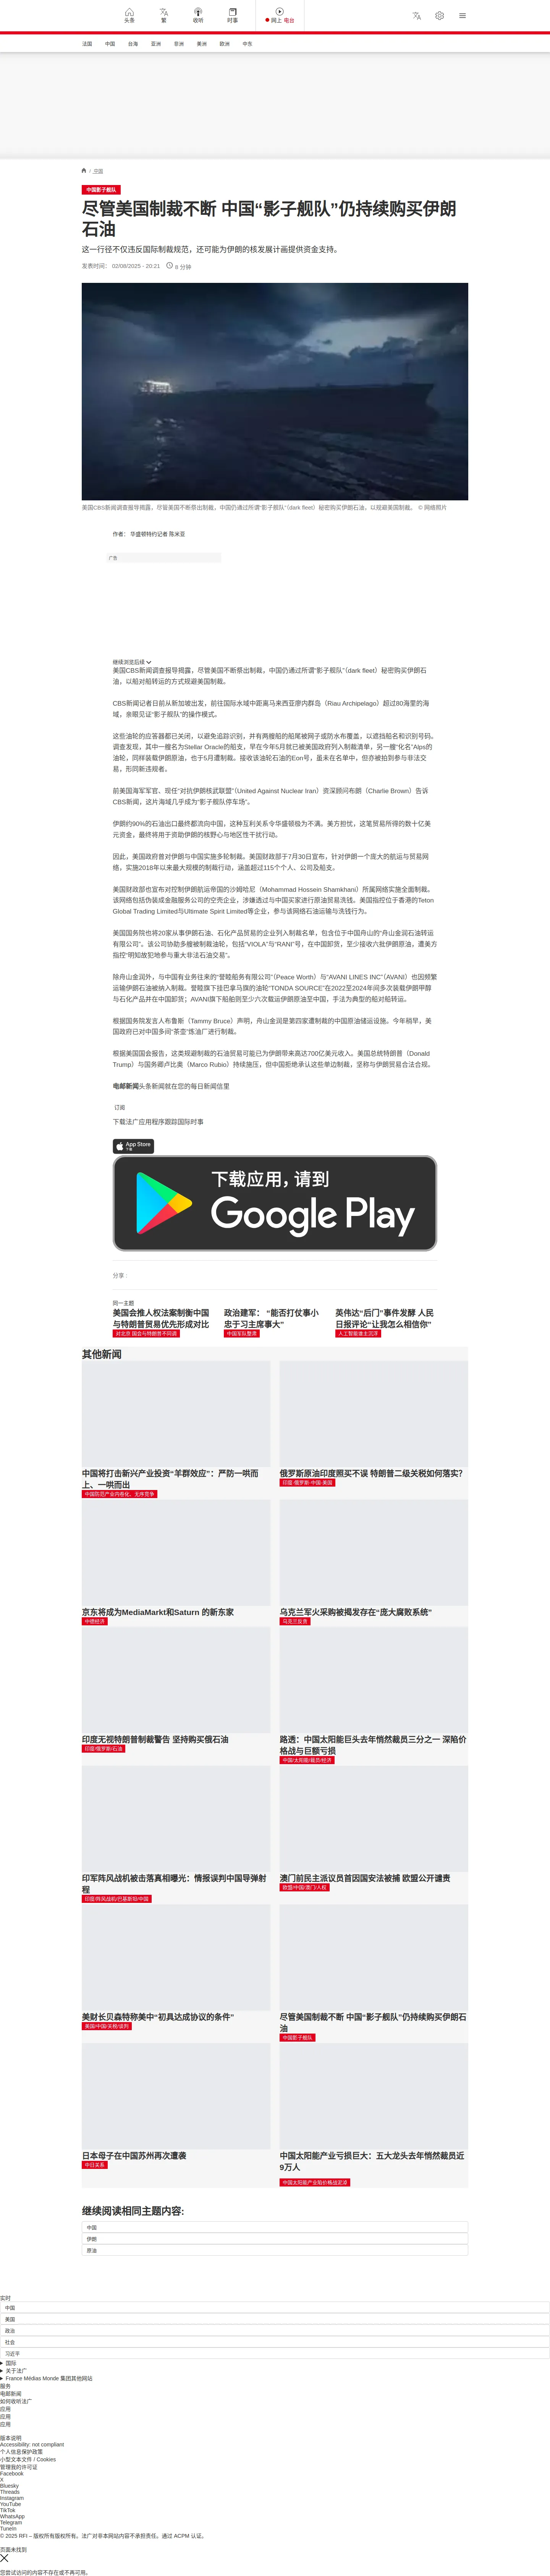 头条
繁
收听
时事
网上 电台
法国
中国
台海
亚洲
非洲
美洲
欧洲
中东
/ 中国
中国影子舰队
尽管美国制裁不断 中国“影子舰队”仍持续购买伊朗
石油
这一行径不仅违反国际制裁规范，还可能为伊朗的核发展计画提供资金支持。
发表时间： 02/08/2025 - 20:21 8 分钟
美国CBS新闻调查报导揭露，尽管美国不断祭出制裁，中国仍通过所谓“影子舰队”（dark fleet）秘密购买伊朗石油，以规避美国制裁。 © 网络照片
作者： 华盛顿特约记者 陈米亚
广告
继续浏览后续
美国CBS新闻调查报导揭露，尽管美国不断祭出制裁，中国仍通过所谓“影子舰队”（dark fleet）秘密购买伊朗石
油，以船对船转运的方式规避美国制裁。
CBS新闻记者日前从新加坡出发，前往国际水域中距离马来西亚廖内群岛（Riau Archipelago）超过80海里的海
域，亲眼见证“影子舰队”的操作模式。
这些油轮的应答器都已关闭，以避免追踪识别，并有两艘船的船尾被网子或防水布覆盖，以遮挡船名和识别号码。
调查发现，其中一艘名为Stellar Oracle的船支，早在今年5月就已被美国政府列入制裁清单，另一艘“化名”Alps的
油轮，同样装载伊朗原油，也于5月遭制裁。接收该油轮石油的Eon号，虽未在名单中，但亦被拍到参与非法交
易，形同新违规者。
前美国海军军官、现任“对抗伊朗核武联盟”（United Against Nuclear Iran）资深顾问布朗（Charlie Brown）告诉
CBS新闻，这片海域几乎成为“影子舰队停车场”。
伊朗约90%的石油出口最终都流向中国，这种互利关系令华盛顿极为不满。美方担忧，这笔贸易所得的数十亿美
元资金，最终将用于资助伊朗的核野心与地区性干扰行动。
因此，美国政府曾对伊朗与中国实施多轮制裁。美国财政部于7月30日宣布，针对伊朗一个庞大的航运与贸易网
络，实施2018年以来最大规模的制裁行动，涵盖超过115个个人、公司及船支。
美国财政部也宣布对控制伊朗航运帝国的沙姆哈尼（Mohammad Hossein Shamkhani）所属网络实施全面制裁。
该网络包括伪装成金融服务公司的空壳企业，涉嫌透过与中国买家进行原油贸易洗钱。美国指控位于香港的Teton
Global Trading Limited与Ultimate Spirit Limited等企业，参与该网络石油运输与洗钱行为。
美国国务院也将20家从事伊朗石油、石化产品贸易的企业列入制裁名单，包含位于中国舟山的“舟山金润石油转运
有限公司”。该公司协助多艘被制裁油轮，包括“VIOLA”与“RANI”号，在中国卸货，至少接收六批伊朗原油，遭美方
指控“明知故犯地参与重大非法石油交易”。
除舟山金润外，与中国有业务往来的“誉睦船务有限公司”（Peace Worth）与“AVANI LINES INC”（AVANI）也因频繁
运输伊朗石油被纳入制裁。誉睦旗下挂巴拿马旗的油轮“TONDA SOURCE”在2022至2024年间多次装载伊朗甲醇
与石化产品并在中国卸货；AVANI旗下船舶则至少六次载运伊朗原油至中国，手法为典型的船对船转运。
根据国务院发言人布鲁斯（Tammy Bruce）声明，舟山金润是第四家遭制裁的中国原油储运设施。今年稍早，美
国政府已对中国多间“茶壶”炼油厂进行制裁。
根据美国国会报告，这类规避制裁的石油贸易可能已为伊朗带来高达700亿美元收入。美国总统特朗普（Donald
Trump）与国务卿卢比奥（Marco Rubio）持续施压，但中国拒绝承认这些单边制裁，坚称与伊朗贸易合法合规。
电邮新闻头条新闻就在您的每日新闻信里
订阅
下载法广应用程序跟踪国际时事
App Store
下载
下载应用，请到
Google Play
分享 :
同一主题
美国会推人权法案制衡中国
与特朗普贸易优先形成对比
对北京 国会与特朗普不同调
政治建军： “能否打仗事小
忠于习主席事大”
中国军队整肃
英伟达“后门”事件发酵 人民
日报评论“让我怎么相信你”
人工智能谁主沉浮
其他新闻
中国将打击新兴产业投资“羊群效应”：严防一哄而
上、一哄而出
中国防范产业内卷化、无序竞争
俄罗斯原油印度照买不误 特朗普二级关税如何落实？
印度·俄罗斯·中国·美国
京东将成为MediaMarkt和Saturn 的新东家
中德经济
乌克兰军火采购被揭发存在“庞大腐败系统”
乌克兰反贪
印度无视特朗普制裁警告 坚持购买俄石油
印度/俄罗斯/石油
路透：中国太阳能巨头去年悄然裁员三分之一 深陷价
格战与巨额亏损
中国/太阳能/裁员/经济
印军阵风战机被击落真相曝光：情报误判中国导弹射
程
印度/阵风战机/巴基斯坦/中国
澳门前民主派议员首因国安法被捕 欧盟公开谴责
欧盟/中国/澳门/人权
美财长贝森特称美中“初具达成协议的条件”
美国/中国/关税/谈判
尽管美国制裁不断 中国“影子舰队”仍持续购买伊朗石
油
中国影子舰队
日本母子在中国苏州再次遭袭
中日关系
中国太阳能产业亏损巨大：五大龙头去年悄然裁员近
9万人
中国太阳能产业陷价格战泥淖
继续阅读相同主题内容:
中国
伊朗
原油
实时
中国
美国
政治
社会
习近平
国际
关于法广
France Médias Monde 集团其他网站
服务
电邮新闻
如何收听法广
应用
应用
应用
版本说明
Accessibility: not compliant
个人信息保护政策
小型文本文件 / Cookies
管理我的许可证
Facebook
X
Bluesky
Threads
Instagram
YouTube
TikTok
WhatsApp
Telegram
TuneIn
© 2025 RFI – 版权所有版权所有。法广对非本网站内容不承担责任。通过 ACPM 认证。
页面未找到
您尝试访问的内容不存在或不再可用。